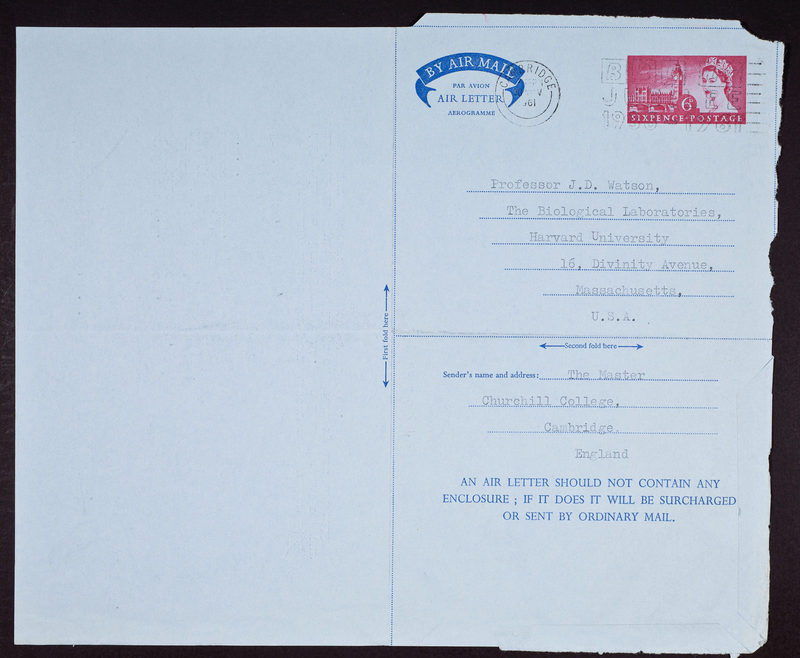 BY AIR MAIL
PAR AVION
AIR LETTER
AEROGRAMME
1961
6D
SIXPENCE·POSTAGE
Professor J.D. Watson,
The Biological Laboratories,
Harvard University
16, Divinity Avenue,
Massachusetts,
U.S.A.
First fold here
Second fold here
Sender's name and address: The Master
Churchill College,
Cambridge.
England
AN AIR LETTER SHOULD NOT CONTAIN ANY
ENCLOSURE ; IF IT DOES IT WILL BE SURCHARGED
OR SENT BY ORDINARY MAIL.